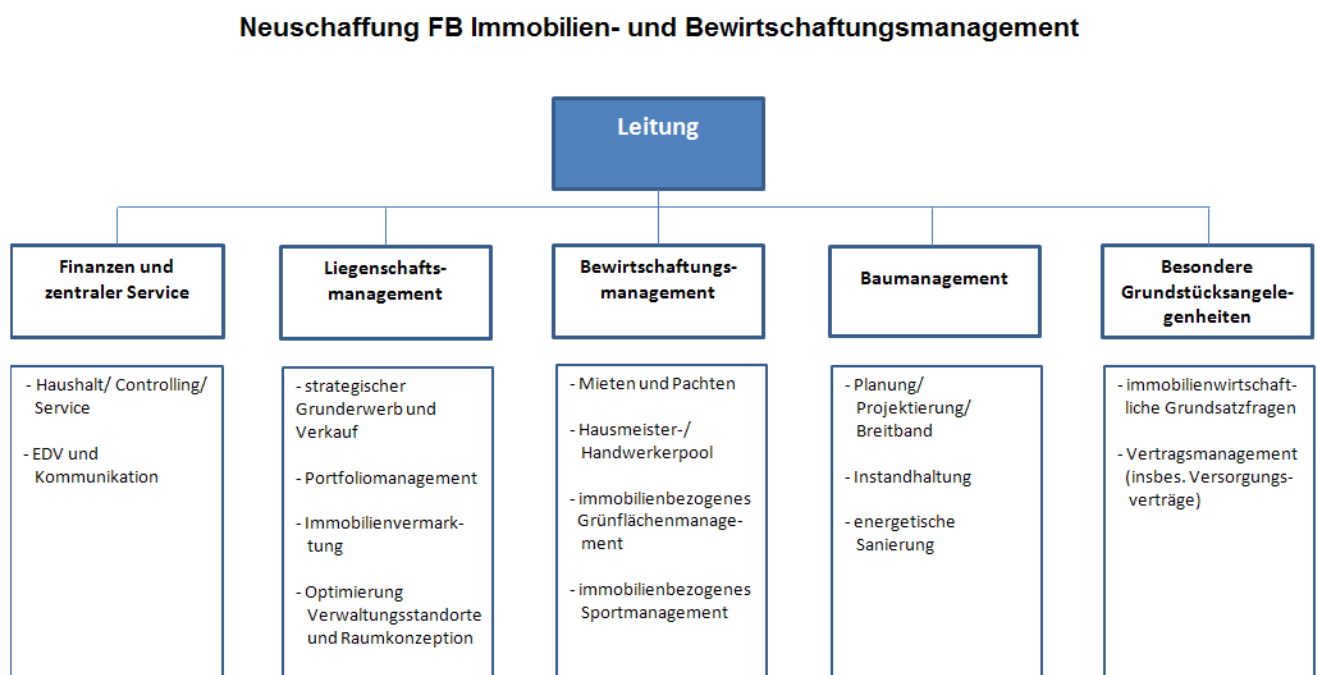 Neuschaffung FB Immobilien- und Bewirtschaftungsmanagement
Leitung
Finanzen und
zentraler Service
Liegenschafts-
management
Bewirtschaftungs-
management
Baumanagement
Besondere
Grundstücksangele-
genheiten
- Haushalt/ Controlling/
Service
- EDV und
Kommunikation
- strategischer
Grunderwerb und
Verkauf
- Portfoliomanagement
- Immobilienvermark-
tung
- Optimierung
Verwaltungsstandorte
und Raumkonzeption
- Mieten und Pachten
- Hausmeister-/
Handwerkerpool
- immobilienbezogenes
Grünflächenmanage-
ment
- immobilienbezogenes
Sportmanagement
- Planung/
Projektierung/
Breitband
- Instandhaltung
- energetische
Sanierung
- immobilienwirtschaft-
liche Grundsatzfragen
- Vertragsmanagement
(insbes. Versorgungs-
verträge)